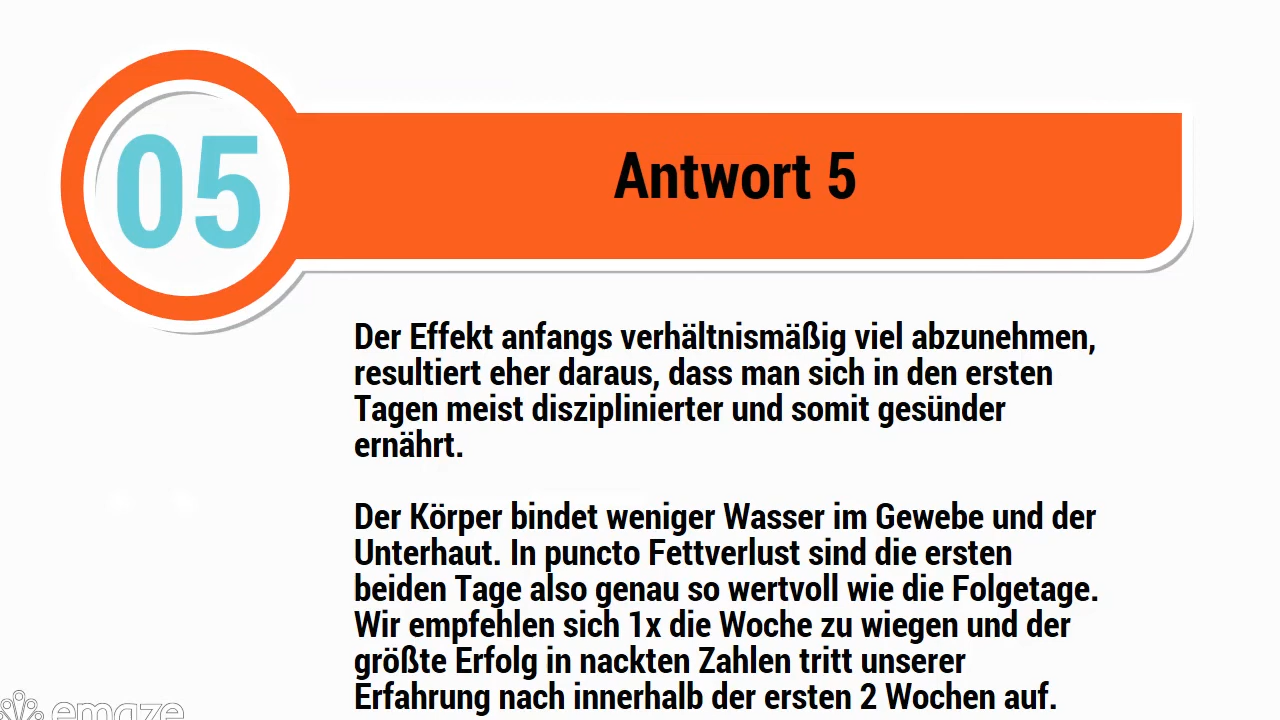 05
Antwort 5
Der Effekt anfangs verhältnismäßig viel abzunehmen,
resultiert eher daraus, dass man sich in den ersten
Tagen meist disziplinierter und somit gesünder
ernährt.
Der Körper bindet weniger Wasser im Gewebe und der
Unterhaut. In puncto Fettverlust sind die ersten
beiden Tage also genau so wertvoll wie die Folgetage.
Wir empfehlen sich 1x die Woche zu wiegen und der
größte Erfolg in nackten Zahlen tritt unserer
Erfahrung nach innerhalb der ersten 2 Wochen auf.
emaze